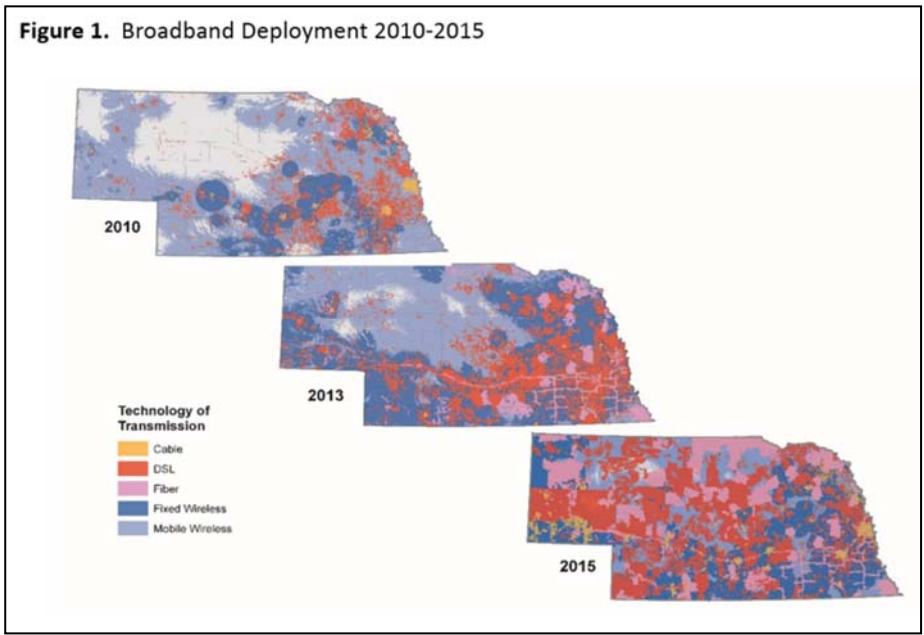 Figure 1. Broadband Deployment 2010-2015
2010
2013
Technology of
Transmission
Cable
DSL
Fiber
Fixed Wireless
Mobile Wireless
2015